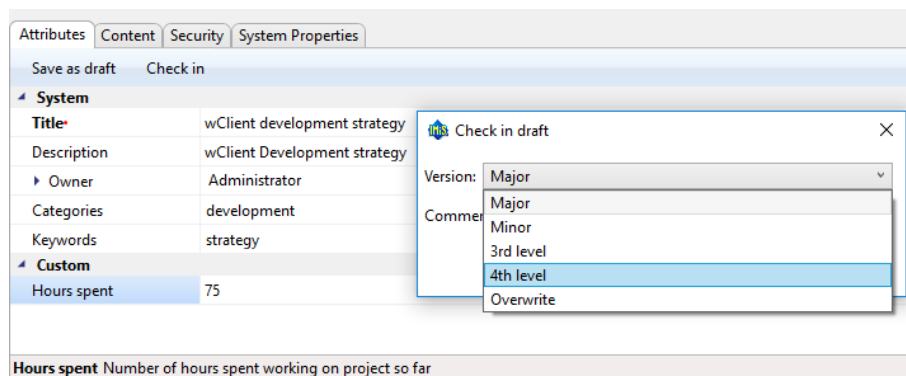 Attributes Content Security System Properties
Save as draft Check in
System
Title• wClient development strategy
Description wClient Development strategy
Owner Administrator
Categories development
Keywords strategy
Custom
Hours spent 75
Check in draft
Version: Major
Commen
Major
Minor
3rd level
4th level
Overwrite
Hours spent Number of hours spent working on project so far